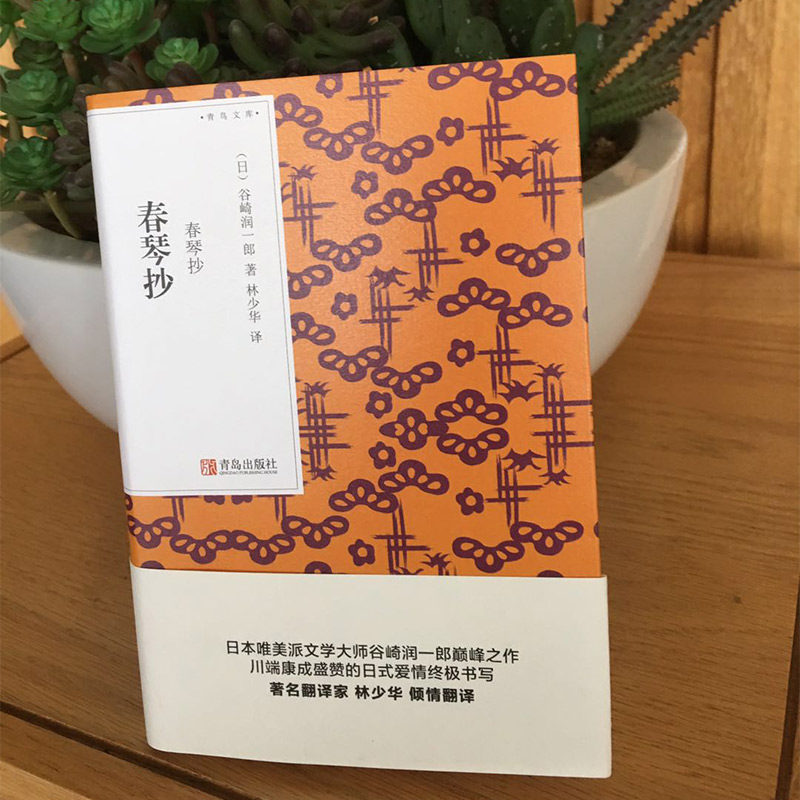 ·青鸟文库·
(日)谷崎润一郎 著 林少华 译
春琴抄
春琴抄
青岛出版社
QINGDAO PUBLISHING HOUSE
日本唯美派文学大师谷崎润一郎巅峰之作
川端康成盛赞的日式爱情终极书写
著名翻译家 林少华 倾情翻译